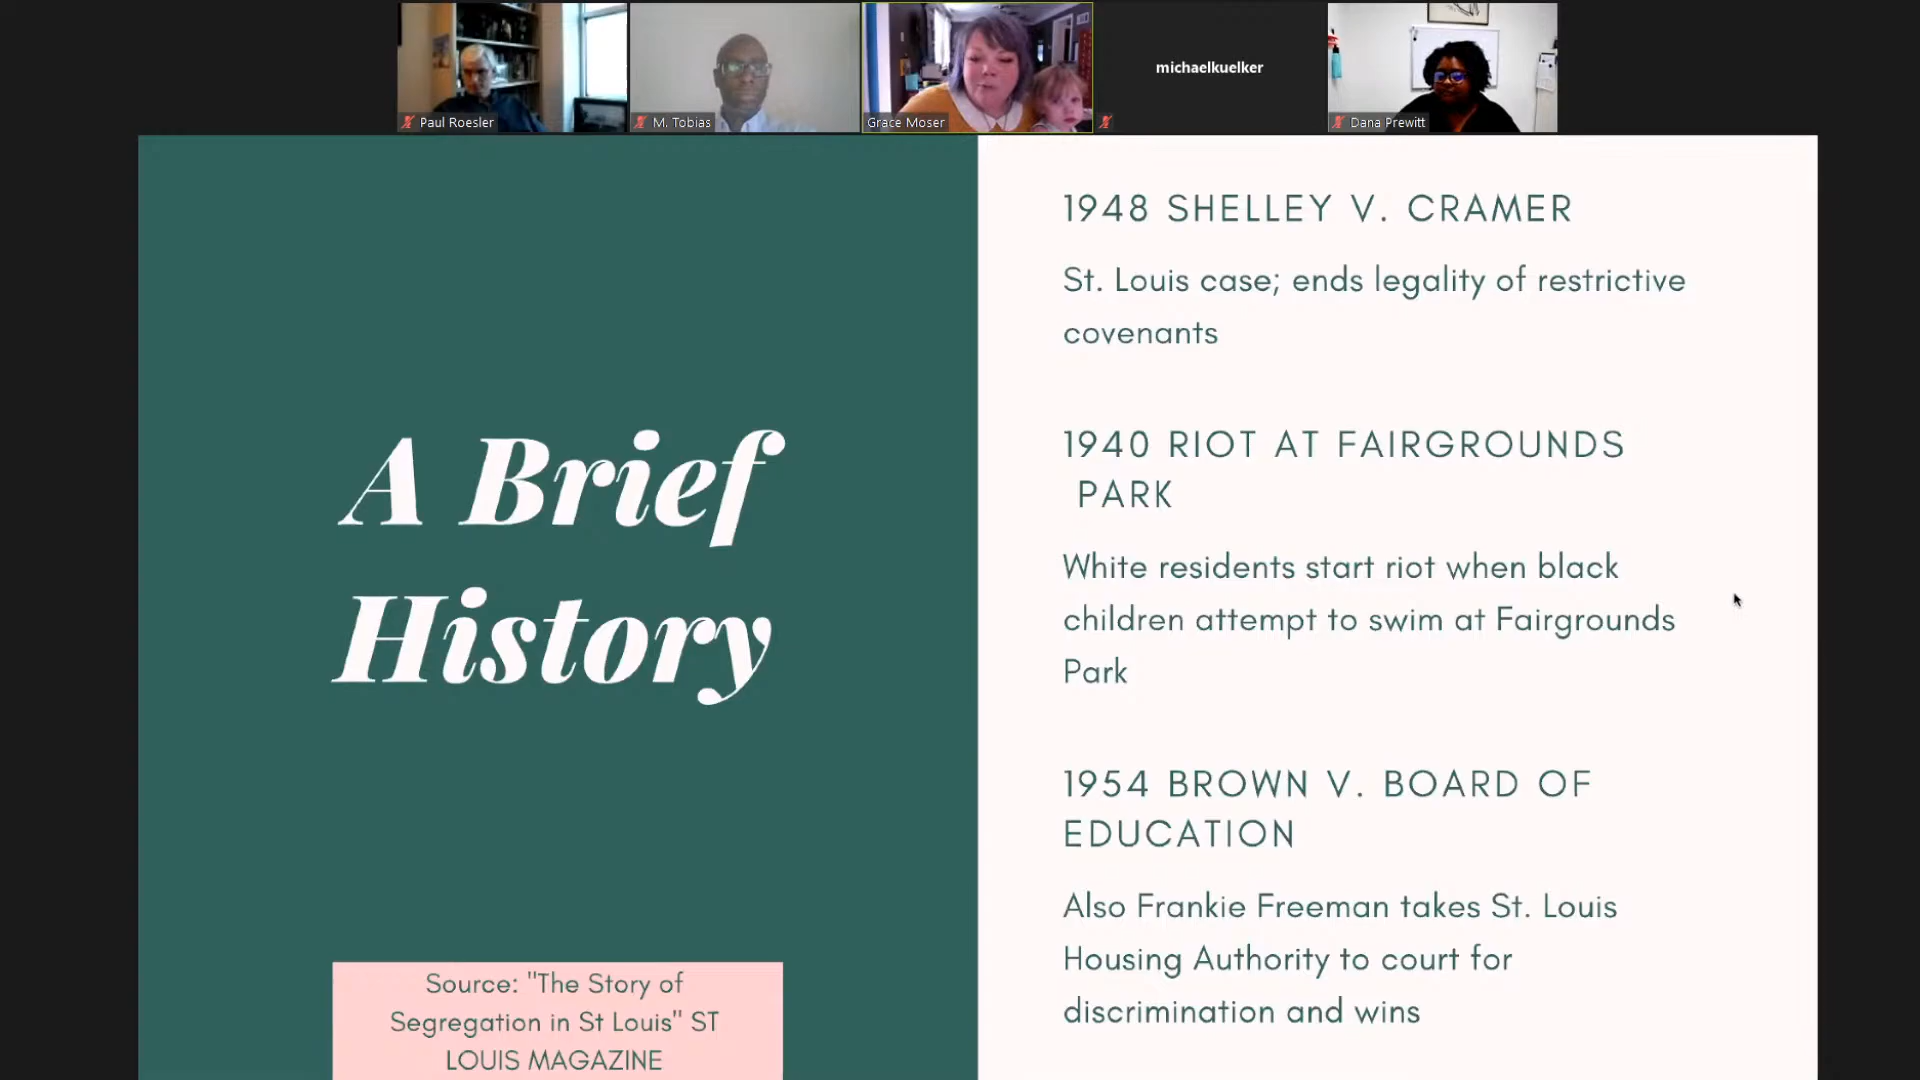 Paul Roesler
M. Tobias
Grace Moser
michaelkuelker
Dana Prewitt
A Brief
History
Source: "The Story of
Segregation in St Louis" ST
LOUIS MAGAZINE
1948 SHELLEY V. CRAMER
St. Louis case; ends legality of restrictive
covenants
1940 RIOT AT FAIRGROUNDS
PARK
White residents start riot when black
children attempt to swim at Fairgrounds
Park
1954 BROWN V. BOARD OF
EDUCATION
Also Frankie Freeman takes St. Louis
Housing Authority to court for
discrimination and wins